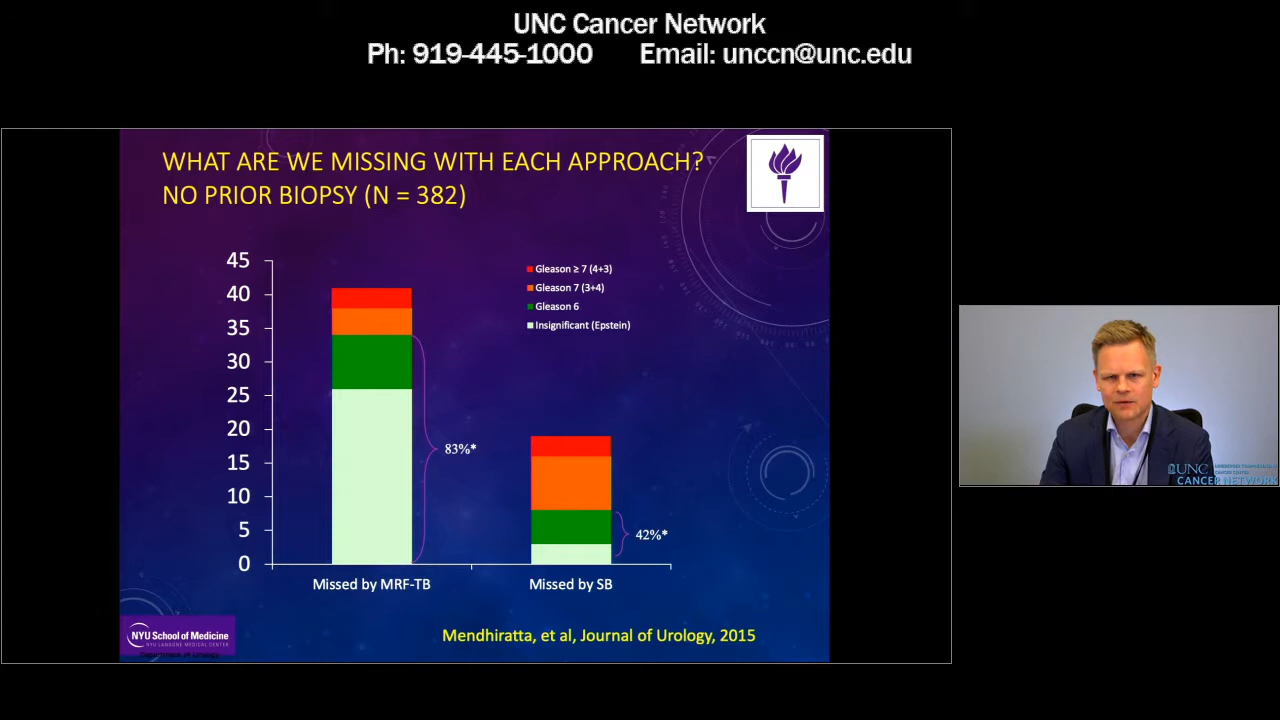 UNC Cancer Network
Ph: 919-445-1000 Email: unccn@unc.edu
WHAT ARE WE MISSING WITH EACH APPROACH?
NO PRIOR BIOPSY (N = 382)
45
40
35
30
25
20
15
10
5
0
Gleason ≥ 7 (4+3)
Gleason 7 (3+4)
Gleason 6
Insignificant (Epstein)
83%*
42%*
Missed by MRF-TB
Missed by SB
Mendhiratta, et al, Journal of Urology, 2015
NYU School of Medicine
NYU LANGONE MEDICAL CENTER
Department of Urology
UNC
CANCER NETWORK